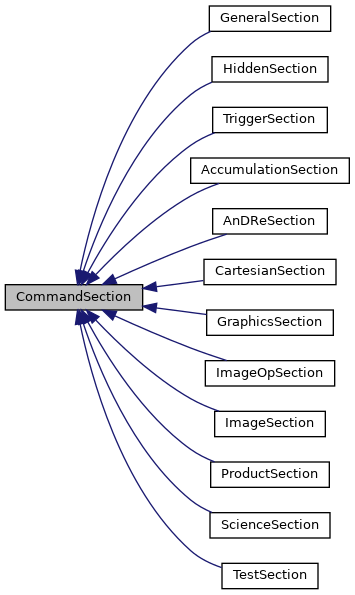 GeneralSection
HiddenSection
TriggerSection
AccumulationSection
AnDReSection
CartesianSection
CommandSection
GraphicsSection
ImageOpSection
ImageSection
ProductSection
ScienceSection
TestSection